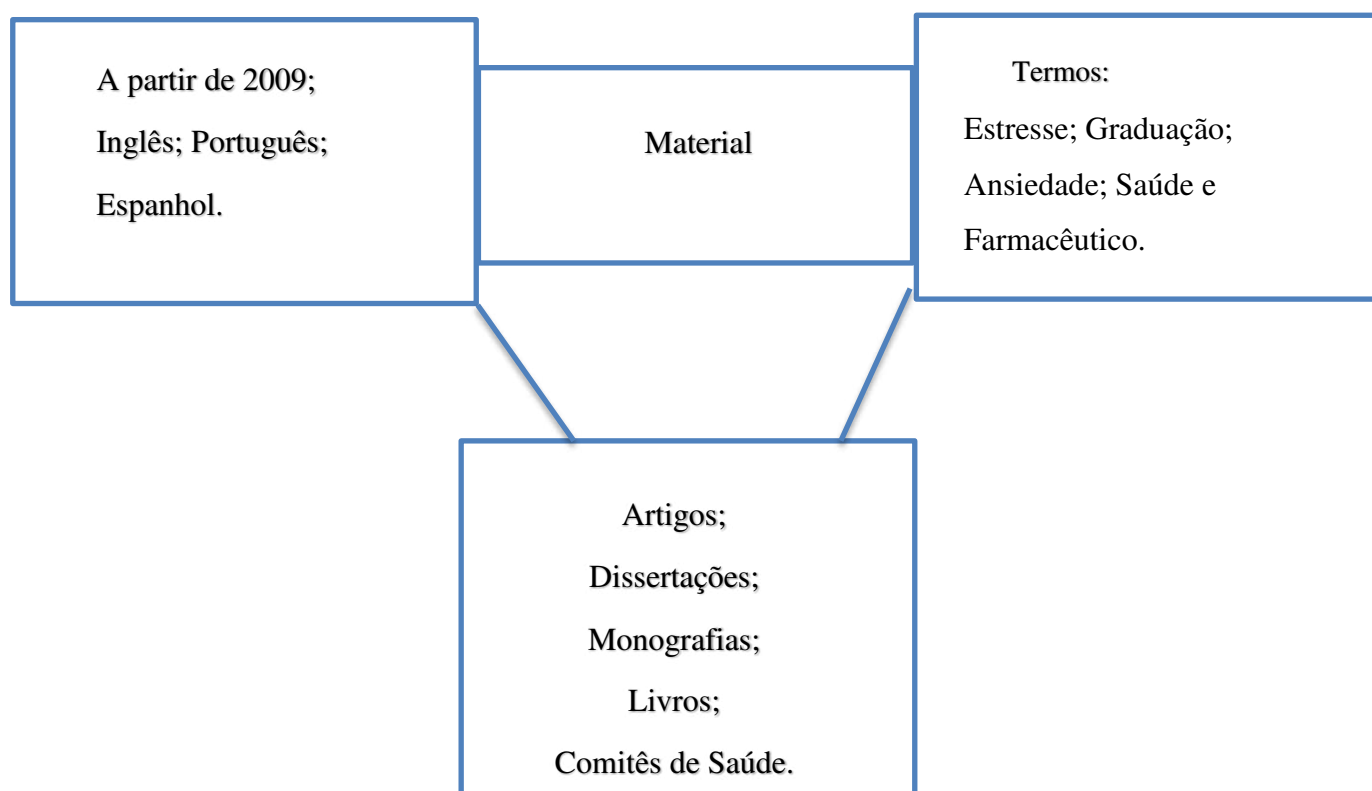 A partir de 2009;
Inglês; Português;
Espanhol.
Material
Termos:
Estresse; Graduação;
Ansiedade; Saúde e
Farmacêutico.
Artigos;
Dissertações;
Monografias;
Livros;
Comitês de Saúde.